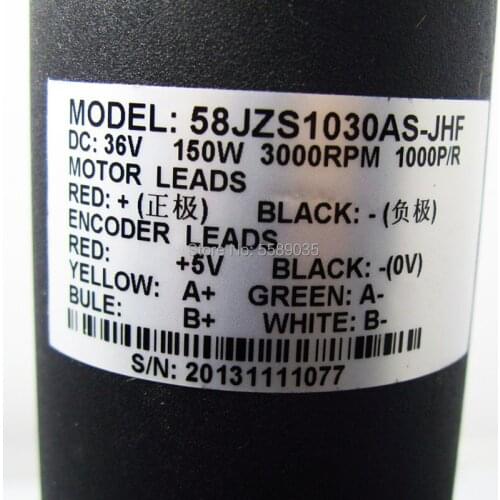 MODEL: 58JZS1030AS-JHF
DC: 36V 150W 3000RPM 1000P/R
MOTOR LEADS
RED: + (正极) BLACK: - (负极)
ENCODER LEADS
Store No: 5589035
RED: +5V BLACK: -(0V)
YELLOW: A+ GREEN: A-
BULE: B+ WHITE: B-
S/N: 20131111077